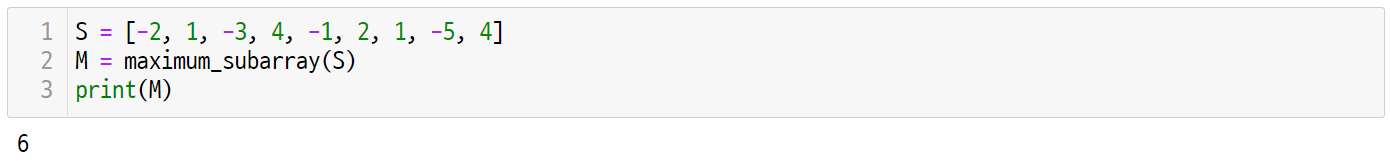 1 S = [-2, 1, -3, 4, -1, 2, 1, -5, 4]
2 M = maximum_subarray(S)
3 print(M)
6